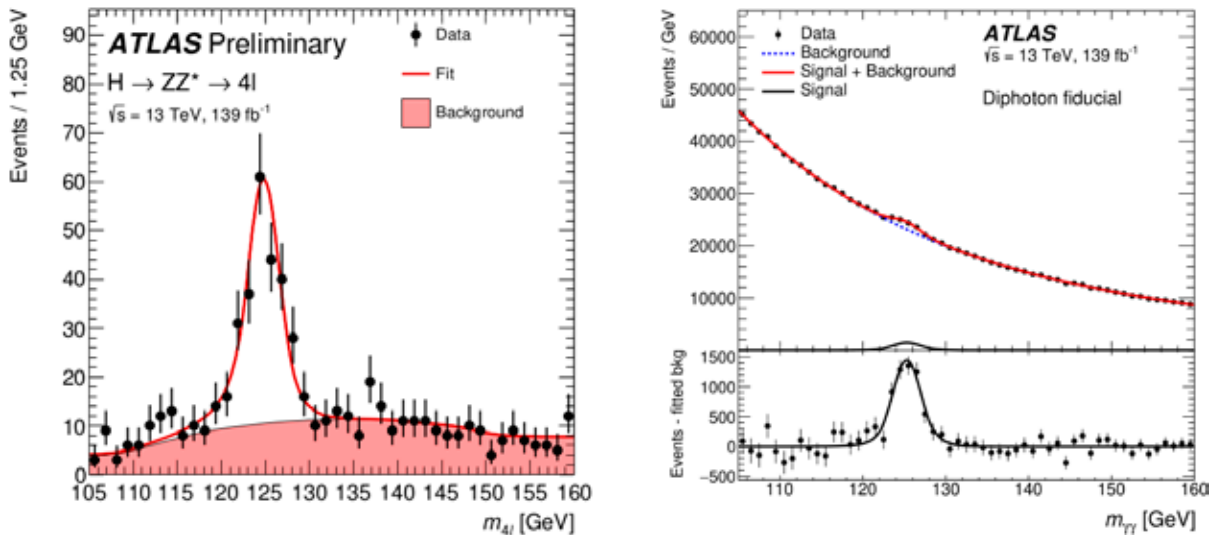 ATLAS Preliminary
H → ZZ* → 4l
√s = 13 TeV, 139 fb⁻¹
Data
Fit
Background
Events / 1.25 GeV
90
80
70
60
50
40
30
20
10
0
105 110 115 120 125 130 135 140 145 150 155 160
m4l [GeV]
Data
Background
Signal + Background
Signal
ATLAS
√s = 13 TeV, 139 fb⁻¹
Diphoton fiducial
Events / GeV
60000
50000
40000
30000
20000
10000
Events - fitted bkg
1500
1000
500
0
−500
110 120 130 140 150 160
mγγ [GeV]